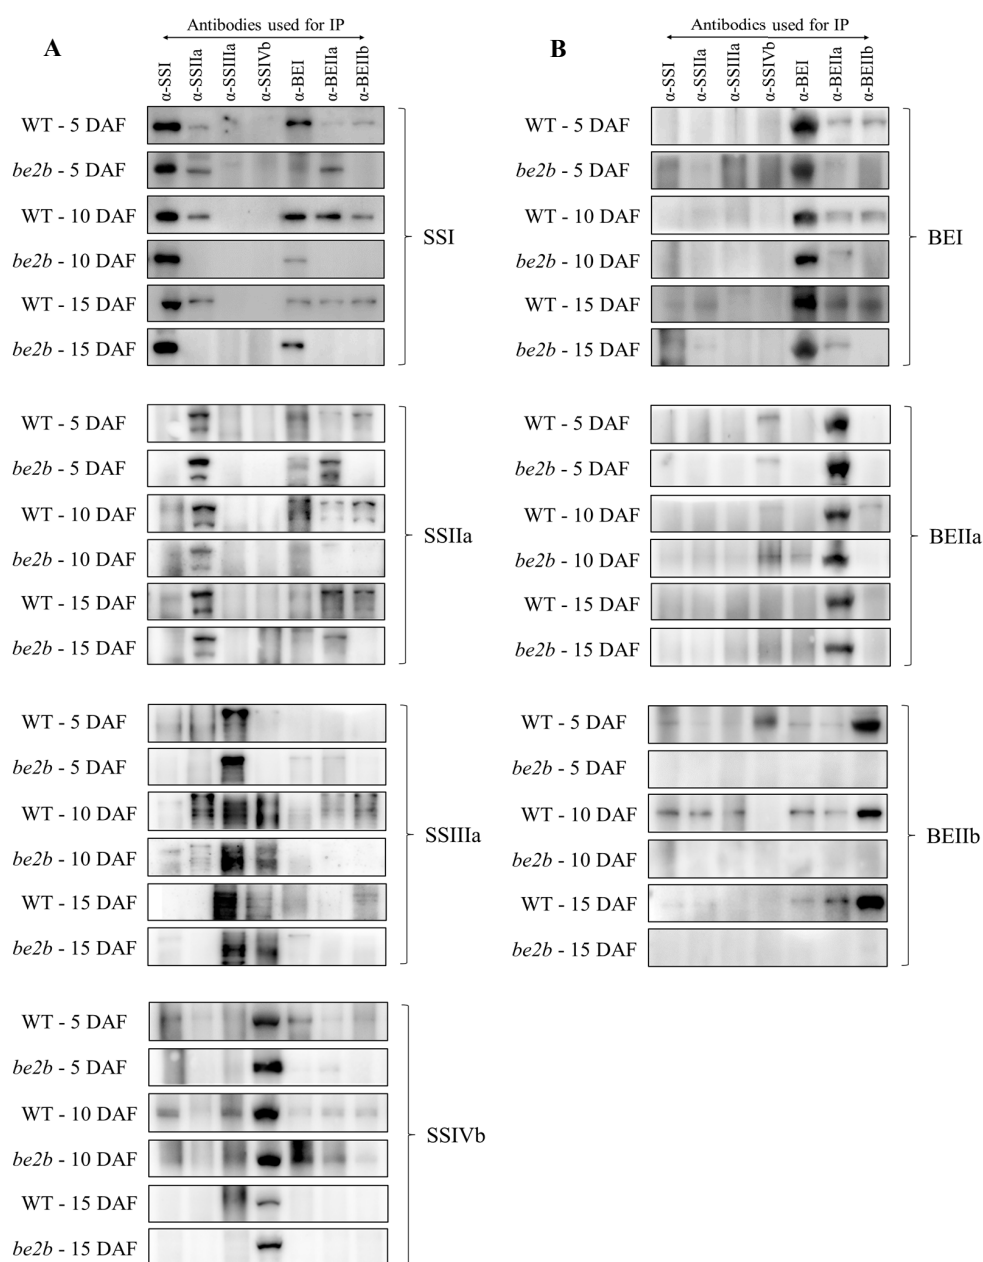 Antibodies used for IP
A
α-SSI
α-SSIIa
α-SSIIIa
α-SSIVb
α-BEI
α-BEIIa
α-BEIIb
WT - 5 DAF
be2b - 5 DAF
WT - 10 DAF
be2b - 10 DAF
WT - 15 DAF
be2b - 15 DAF
SSI
WT - 5 DAF
be2b - 5 DAF
WT - 10 DAF
be2b - 10 DAF
WT - 15 DAF
be2b - 15 DAF
SSIIa
WT - 5 DAF
be2b - 5 DAF
WT - 10 DAF
be2b - 10 DAF
WT - 15 DAF
be2b - 15 DAF
SSIIIa
WT - 5 DAF
be2b - 5 DAF
WT - 10 DAF
be2b - 10 DAF
WT - 15 DAF
be2b - 15 DAF
SSIVb
Antibodies used for IP
B
α-SSI
α-SSIIa
α-SSIIIa
α-SSIVb
α-BEI
α-BEIIa
α-BEIIb
WT - 5 DAF
be2b - 5 DAF
WT - 10 DAF
be2b - 10 DAF
WT - 15 DAF
be2b - 15 DAF
BEI
WT - 5 DAF
be2b - 5 DAF
WT - 10 DAF
be2b - 10 DAF
WT - 15 DAF
be2b - 15 DAF
BEIIa
WT - 5 DAF
be2b - 5 DAF
WT - 10 DAF
be2b - 10 DAF
WT - 15 DAF
be2b - 15 DAF
BEIIb